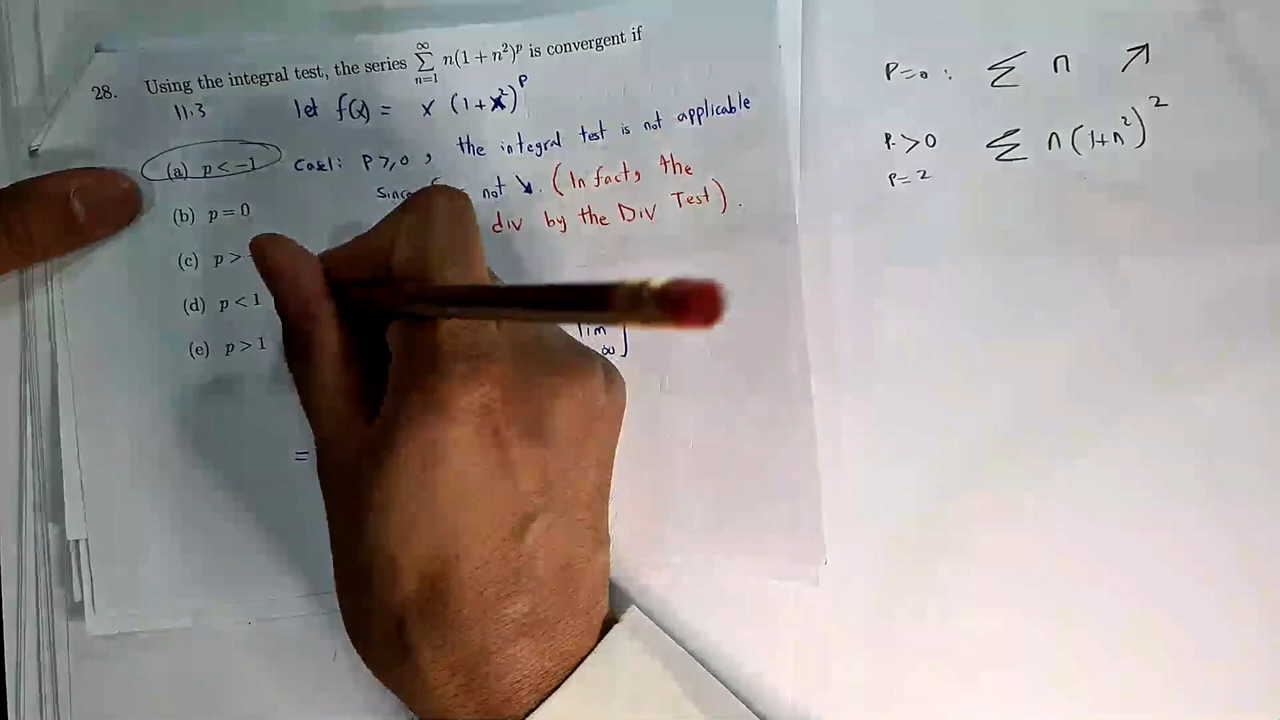 28. Using the integral test, the series ∞ ∑ n=1 n(1 + n²)ᵖ is convergent if
11.3 let f(x) = x (1+x²)ᴾ
(a) p < −1 Case1: P ≥ 0 , the integral test is not applicable
Since not ↘. (In fact, the
(b) p = 0 div by the Div Test).
(c) p >
(d) p < 1
lim
(e) p > 1 ∞ ∫
=
P=0 : ∑ n ↗
P > 0 ∑ n(1+n²)²
P=2